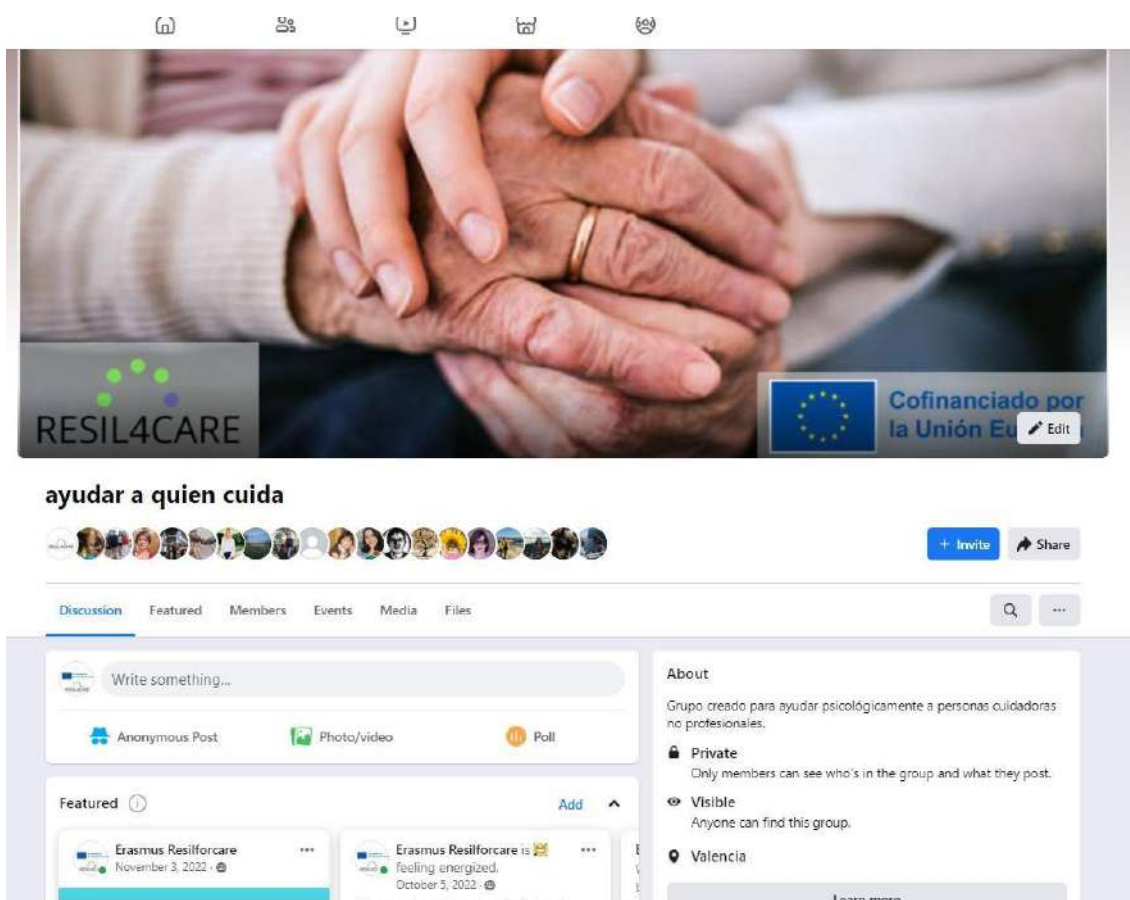 RESIL4CARE
Cofinanciado por
la Unión Eu
Edit
ayudar a quien cuida
+ Invite
Share
Discussion Featured Members Events Media Files
Write something...
Anonymous Post Photo/video Poll
Featured
Add
Erasmus Resilforcare
November 3, 2022
Erasmus Resilforcare is
feeling energized.
October 5, 2022
About
Grupo creado para ayudar psicológicamente a personas cuidadoras
no profesionales.
Private
Only members can see who's in the group and what they post.
Visible
Anyone can find this group.
Valencia
Learn more